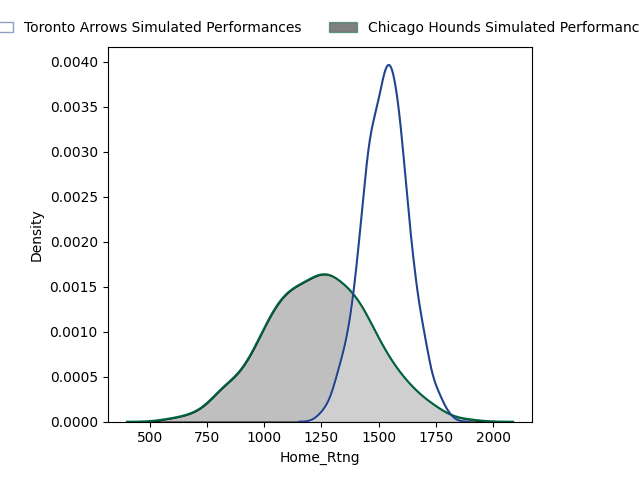 Toronto Arrows Simulated Performances
Chicago Hounds Simulated Performanc
0.0040
0.0035
0.0030
0.0025
0.0020
0.0015
0.0010
0.0005
0.0000
Density
500 750 1000 1250 1500 1750 2000
Home_Rtng